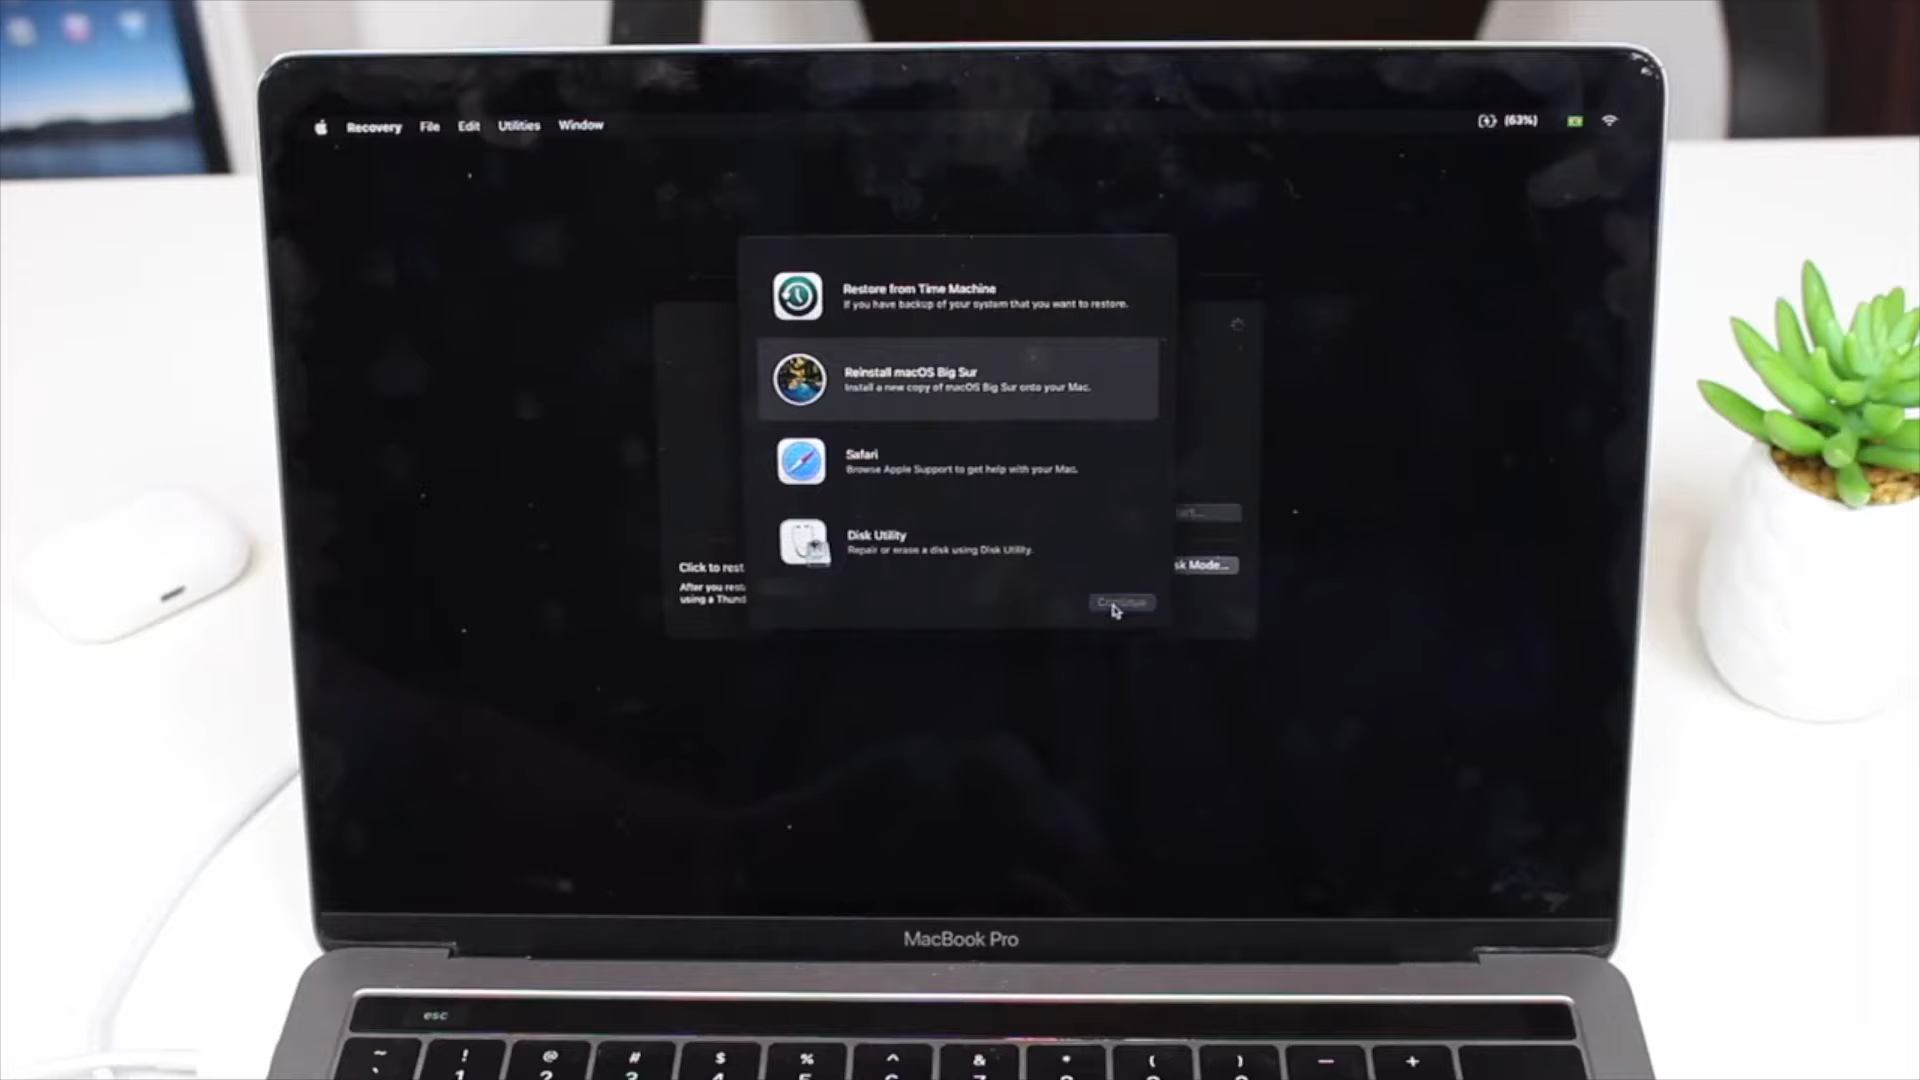 Recovery File Edit Utilities Window (63%)
Restore from Time Machine
If you have backup of your system that you want to restore.
Reinstall macOS Big Sur
Install a new copy of macOS Big Sur onto your Mac.
Safari
Browse Apple Support to get help with your Mac.
Disk Utility
Repair or erase a disk using Disk Utility.
sk Mode...
Click to rest
After you rest
using a Thund
Continue
MacBook Pro
esc
~ ! @ # $ % ^ & * ( ) − +